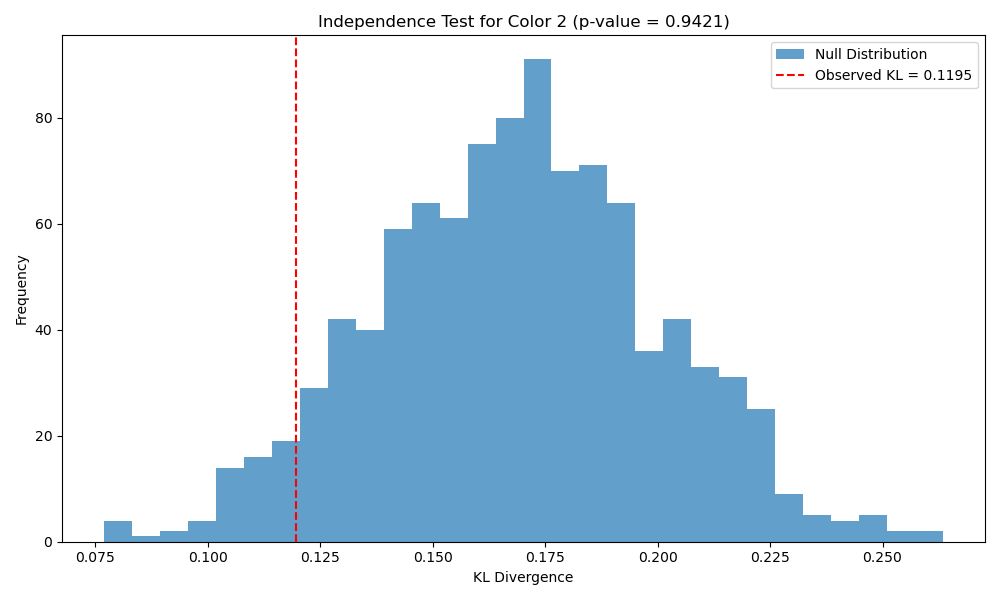 Independence Test for Color 2 (p-value = 0.9421)
Null Distribution
Observed KL = 0.1195
Frequency
80
60
40
20
0
0.075 0.100 0.125 0.150 0.175 0.200 0.225 0.250
KL Divergence